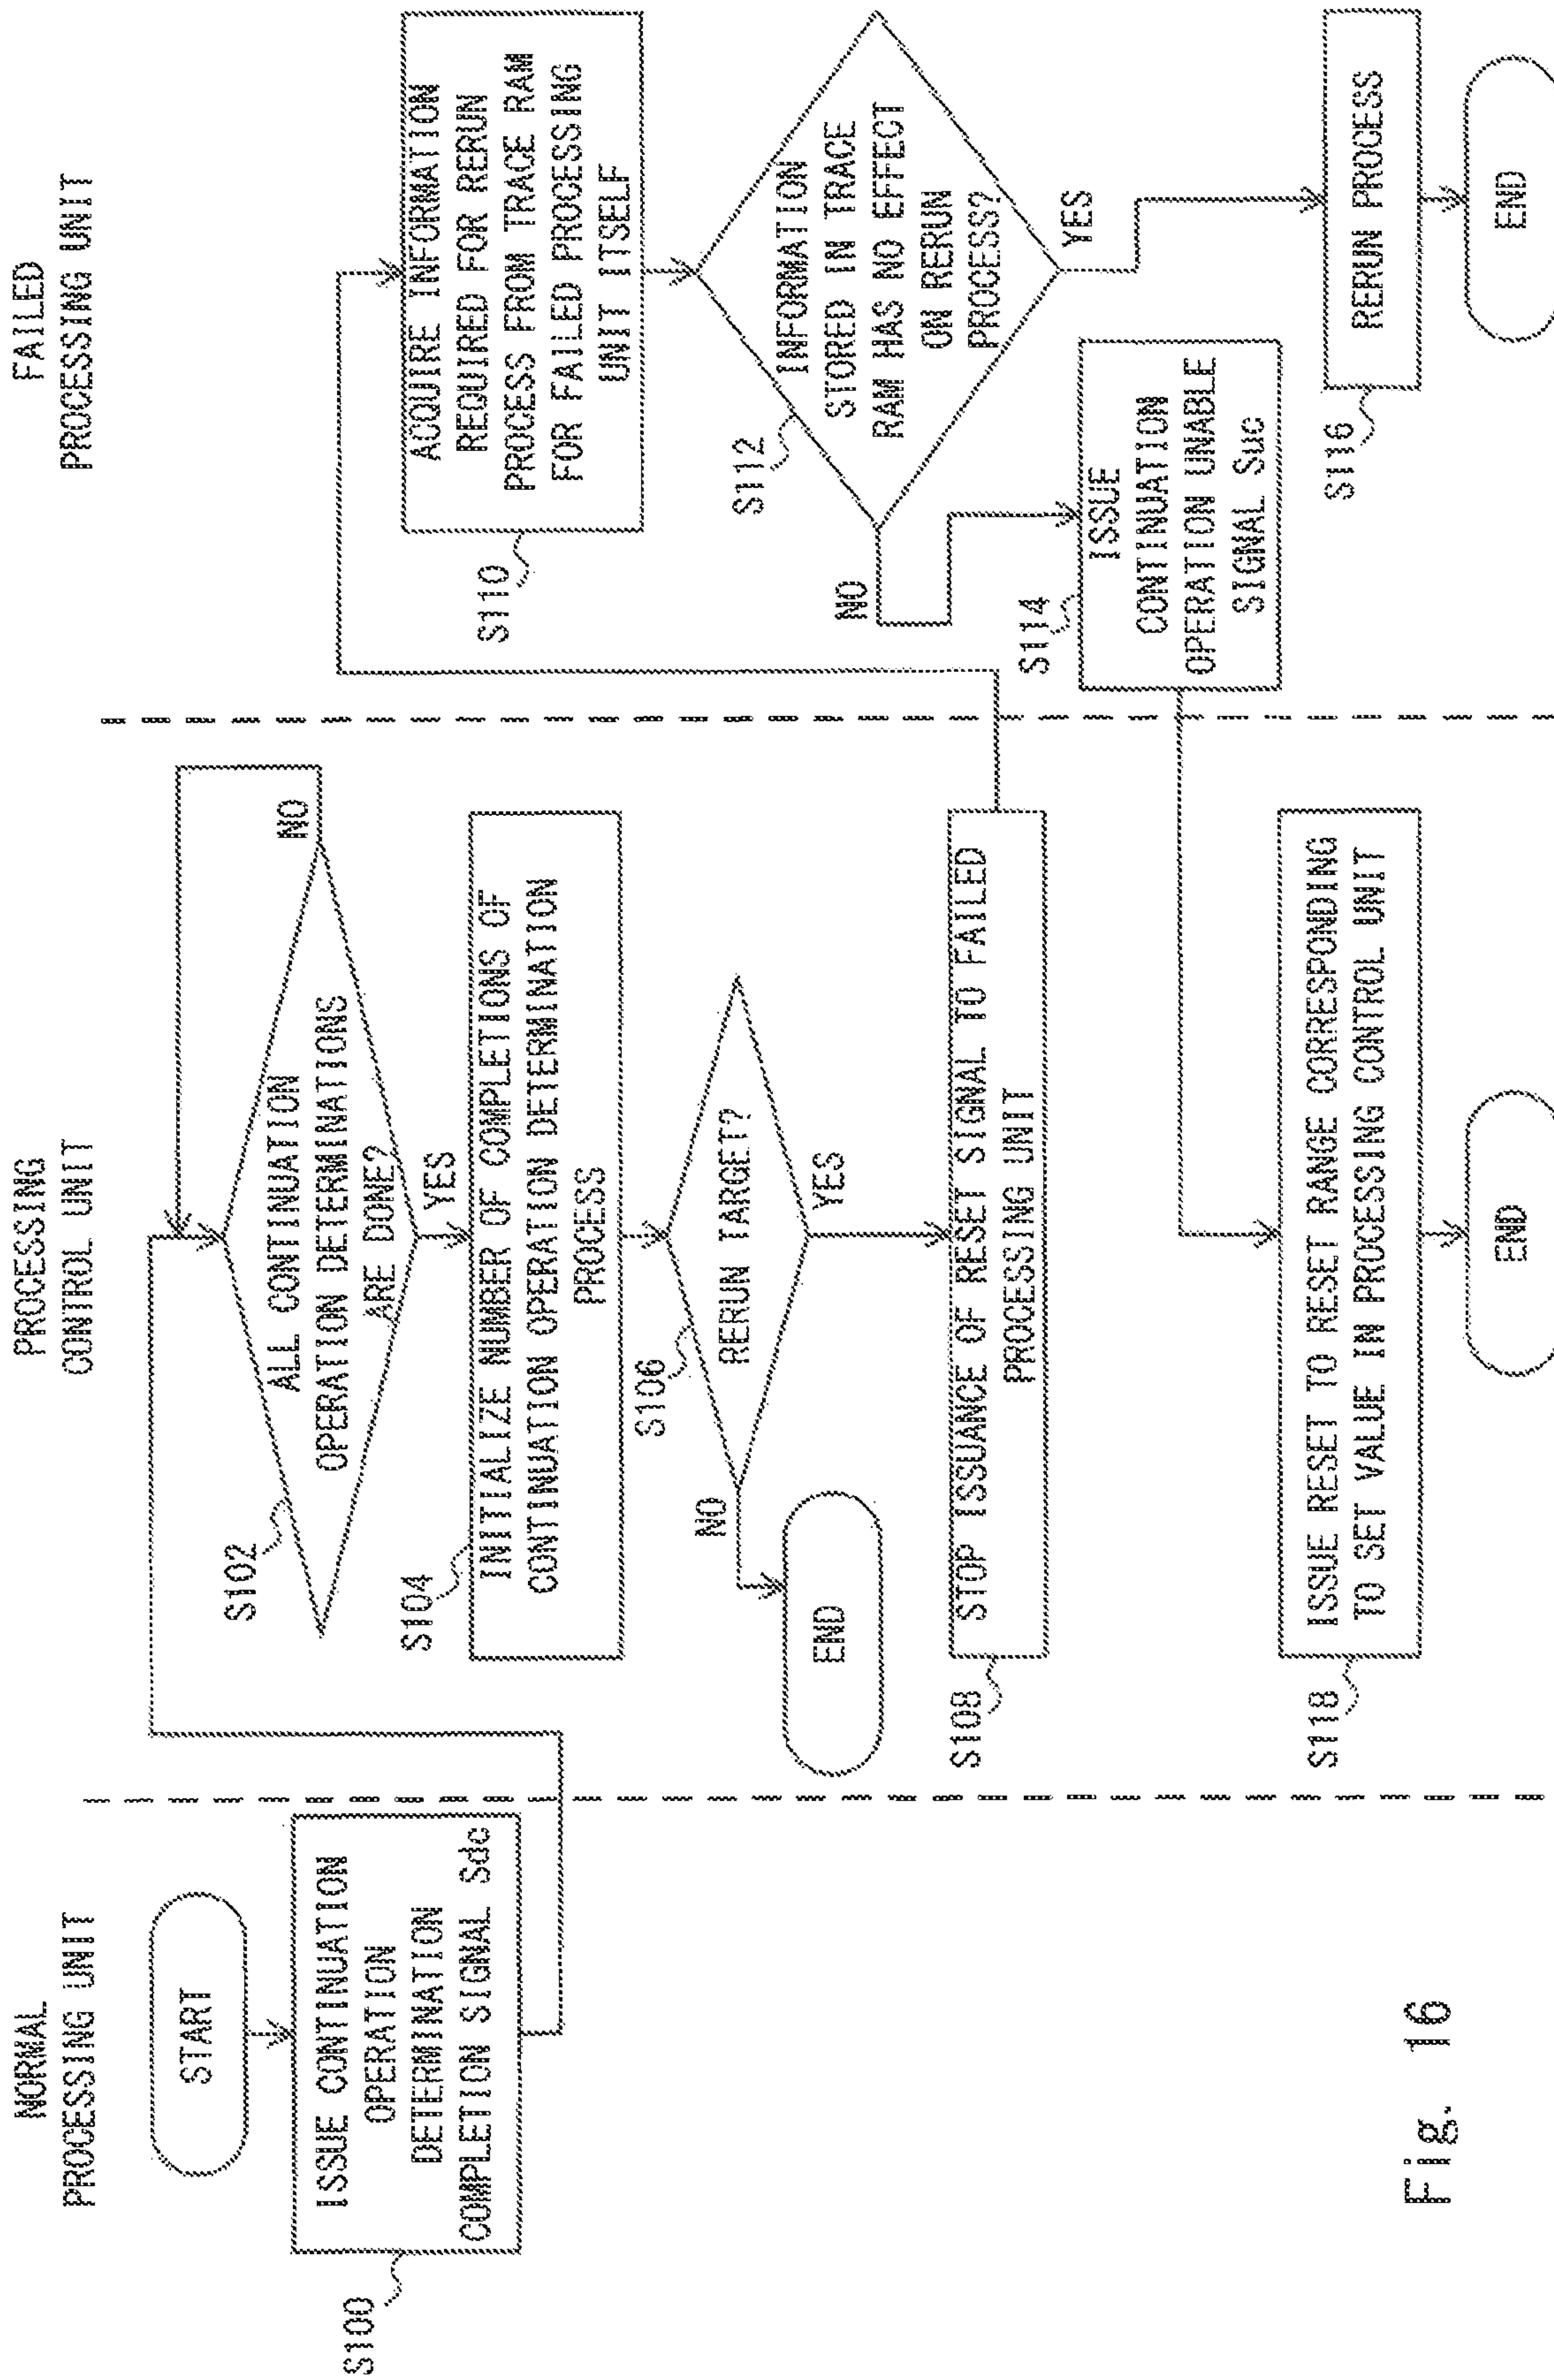 NORMAL
PROCESSING UNIT
START
ISSUE CONTINUATION
OPERATION
DETERMINATION
COMPLETION SIGNAL Sdc
S100
PROCESSING
CONTROL UNIT
ALL CONTINUATION
OPERATION DETERMINATIONS
ARE DONE?
S102
NO
YES
INITIALIZE NUMBER OF COMPLETIONS OF
CONTINUATION OPERATION DETERMINATION
PROCESS
S104
RERUN TARGET?
S106
NO
YES
END
STOP ISSUANCE OF RESET SIGNAL TO FAILED
PROCESSING UNIT
S108
ISSUE RESET TO RESET RANGE CORRESPONDING
TO SET VALUE IN PROCESSING CONTROL UNIT
S118
END
FAILED
PROCESSING UNIT
ACQUIRE INFORMATION
REQUIRED FOR RERUN
PROCESS FROM TRACE RAM
FOR FAILED PROCESSING
UNIT ITSELF
S110
INFORMATION
STORED IN TRACE
RAM HAS NO EFFECT
ON RERUN
PROCESS?
S112
NO
YES
ISSUE
CONTINUATION
OPERATION UNABLE
SIGNAL Suc
S114
RERUN PROCESS
S116
END
Fig. 16